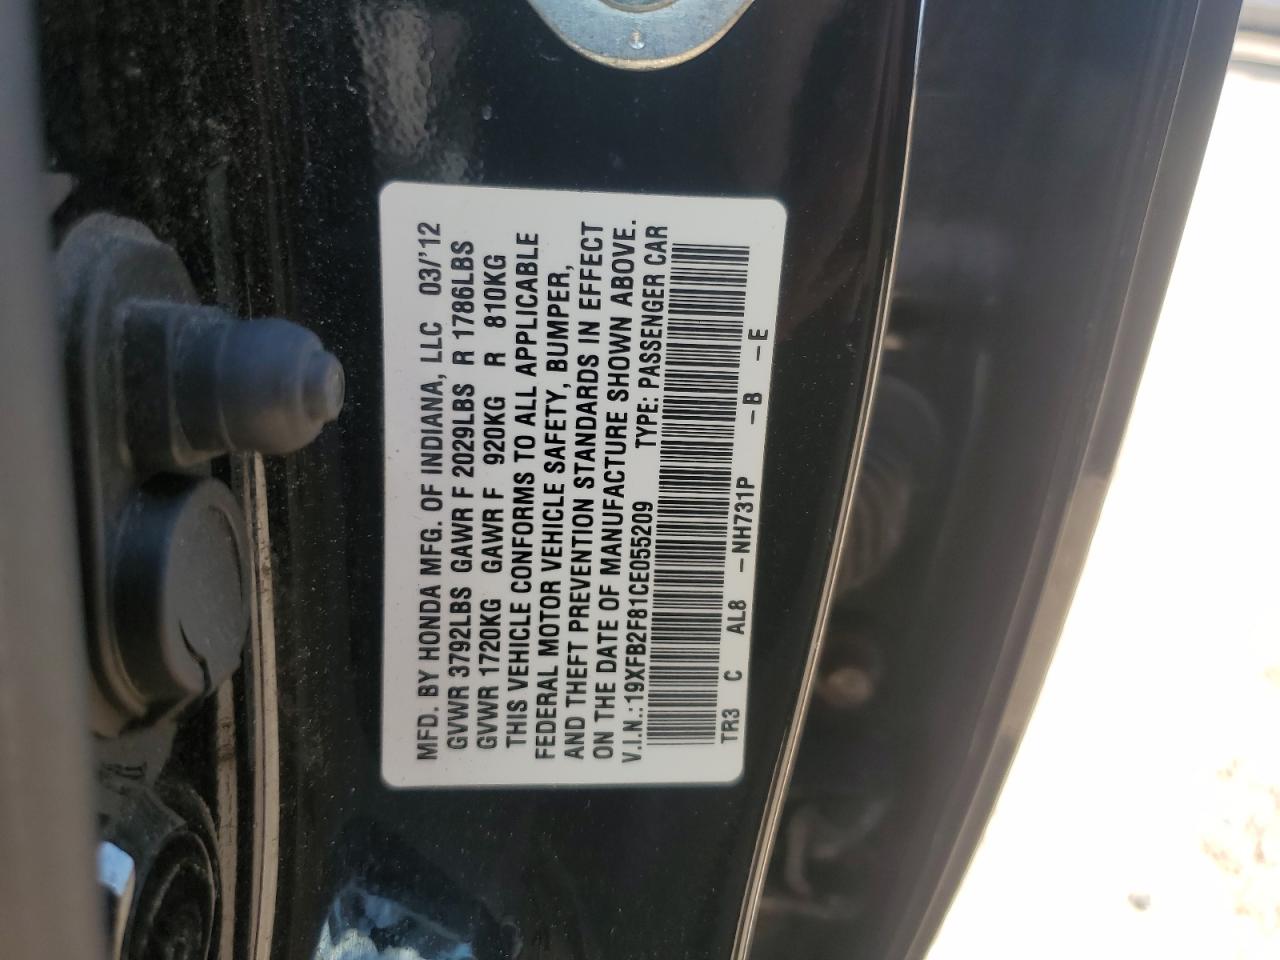 MFD. BY HONDA MFG. OF INDIANA, LLC 03/'12
GVWR 3792LBS GAWR F 2029LBS R 1786LBS
GVWR 1720KG GAWR F 920KG R 810KG
THIS VEHICLE CONFORMS TO ALL APPLICABLE
FEDERAL MOTOR VEHICLE SAFETY, BUMPER,
AND THEFT PREVENTION STANDARDS IN EFFECT
ON THE DATE OF MANUFACTURE SHOWN ABOVE.
V.I.N.: 19XFB2F81CE055209 TYPE: PASSENGER CAR
TR3 C AL8 -NH731P -B -E